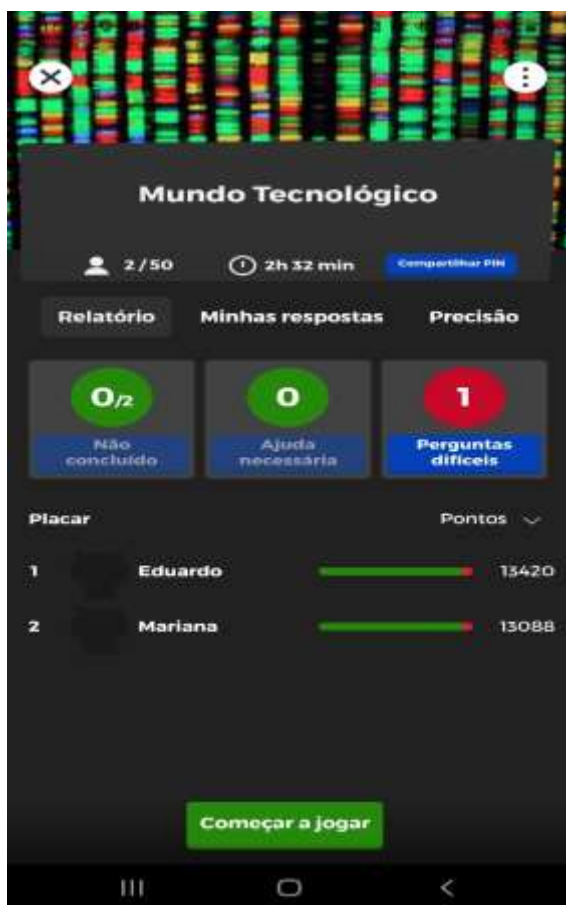 Mundo Tecnológico
2/50
2h 32 min
Compartilhar PIN
Relatório
Minhas respostas
Precisão
0/2
0
1
Não
concluído
Ajuda
necessária
Perguntas
difíceis
Placar
Pontos
1 Eduardo 13420
2 Mariana 13088
Começar a jogar